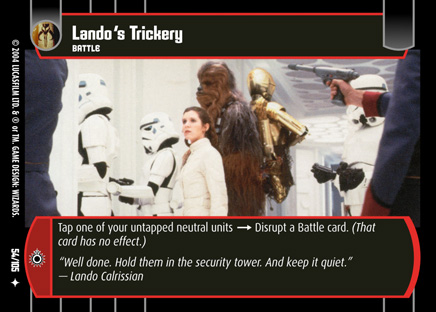 Lando's Trickery
BATTLE
© 2004 LUCASFILM LTD. & ® or TM. GAME DESIGN: WIZARDS.
Tap one of your untapped neutral units → Disrupt a Battle card. (That
card has no effect.)
"Well done. Hold them in the security tower. And keep it quiet."
— Lando Calrissian
54/105